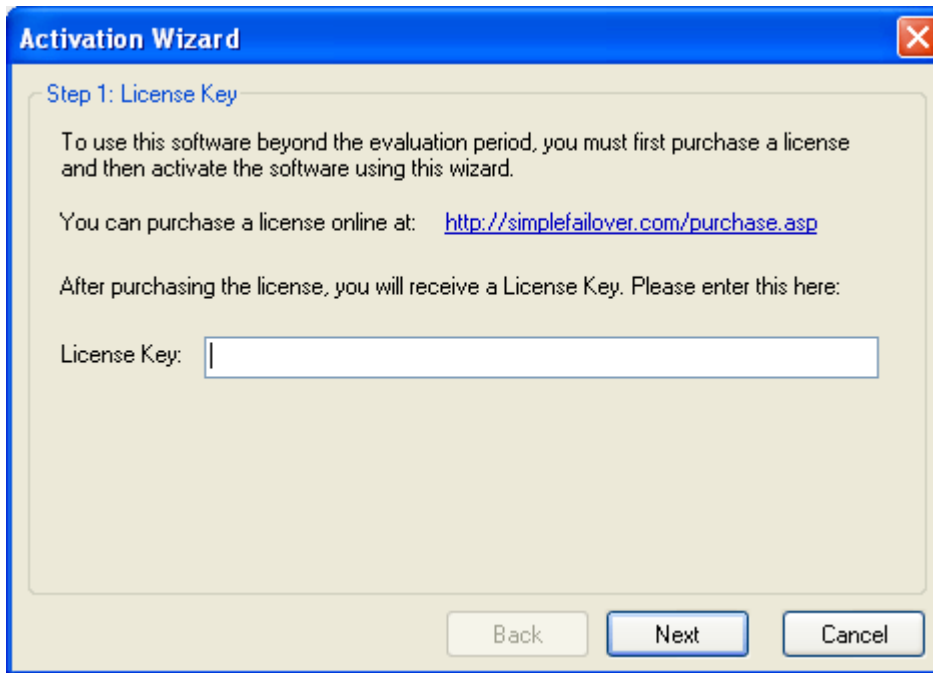 Activation Wizard
Step 1: License Key
To use this software beyond the evaluation period, you must first purchase a license
and then activate the software using this wizard.
You can purchase a license online at: http://simplefailover.com/purchase.asp
After purchasing the license, you will receive a License Key. Please enter this here:
License Key:
Back Next Cancel